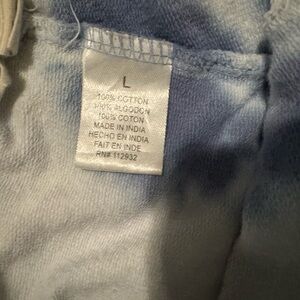 L
100% COTTON
100% ALGODON
100% COTON
MADE IN INDIA
HECHO EN INDIA
FAIT EN INDE
RN# 112932